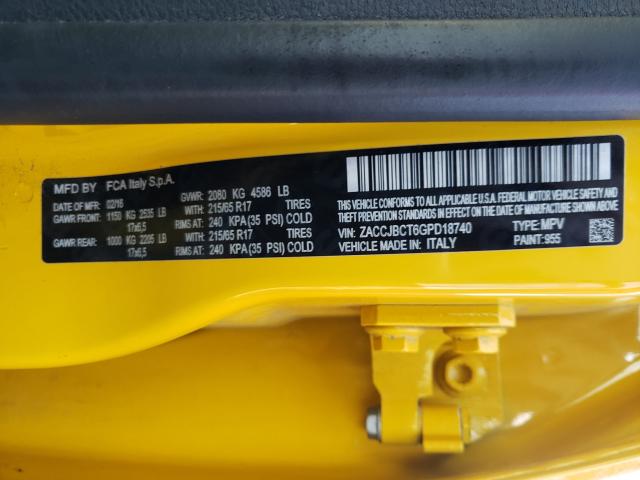 MFD BY FCA Italy S.p.A.
DATE OF MFR: 02/16 GVWR: 2080 KG 4586 LB
GAWR FRONT: 1150 KG 2535 LB WITH: 215/65 R17
17x6,5 RIMS AT: 240 KPA(35 PSI) COLD
GAWR REAR: 1000 KG 2205 LB WITH: 215/65 R17
17x6,5 RIMS AT: 240 KPA(35 PSI) COLD
THIS VEHICLE CONFORMS TO ALL APPLICABLE U.S.A. FEDERAL MOTOR VEHICLE SAFETY AND
THEFT PREVENTION STANDARDS IN EFFECT ON THE DATE OF MANUFACTURE SHOWN ABOVE
VIN: ZACCJBCT6GPD18740 TYPE: MPV
VEHICLE MADE IN: ITALY PAINT: 955